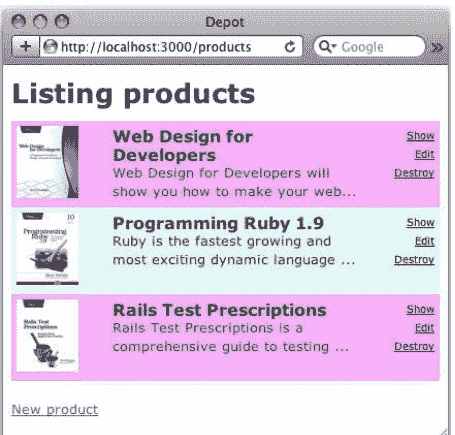 Depot
http://localhost:3000/products
Google
Listing products
Web Design for
Developers
Web Design for Developers will
show you how to make your web...
Show
Edit
Destroy
Programming Ruby 1.9
Ruby is the fastest growing and
most exciting dynamic language ...
Show
Edit
Destroy
Rails Test Prescriptions
Rails Test Prescriptions is a
comprehensive guide to testing ...
Show
Edit
Destroy
New product